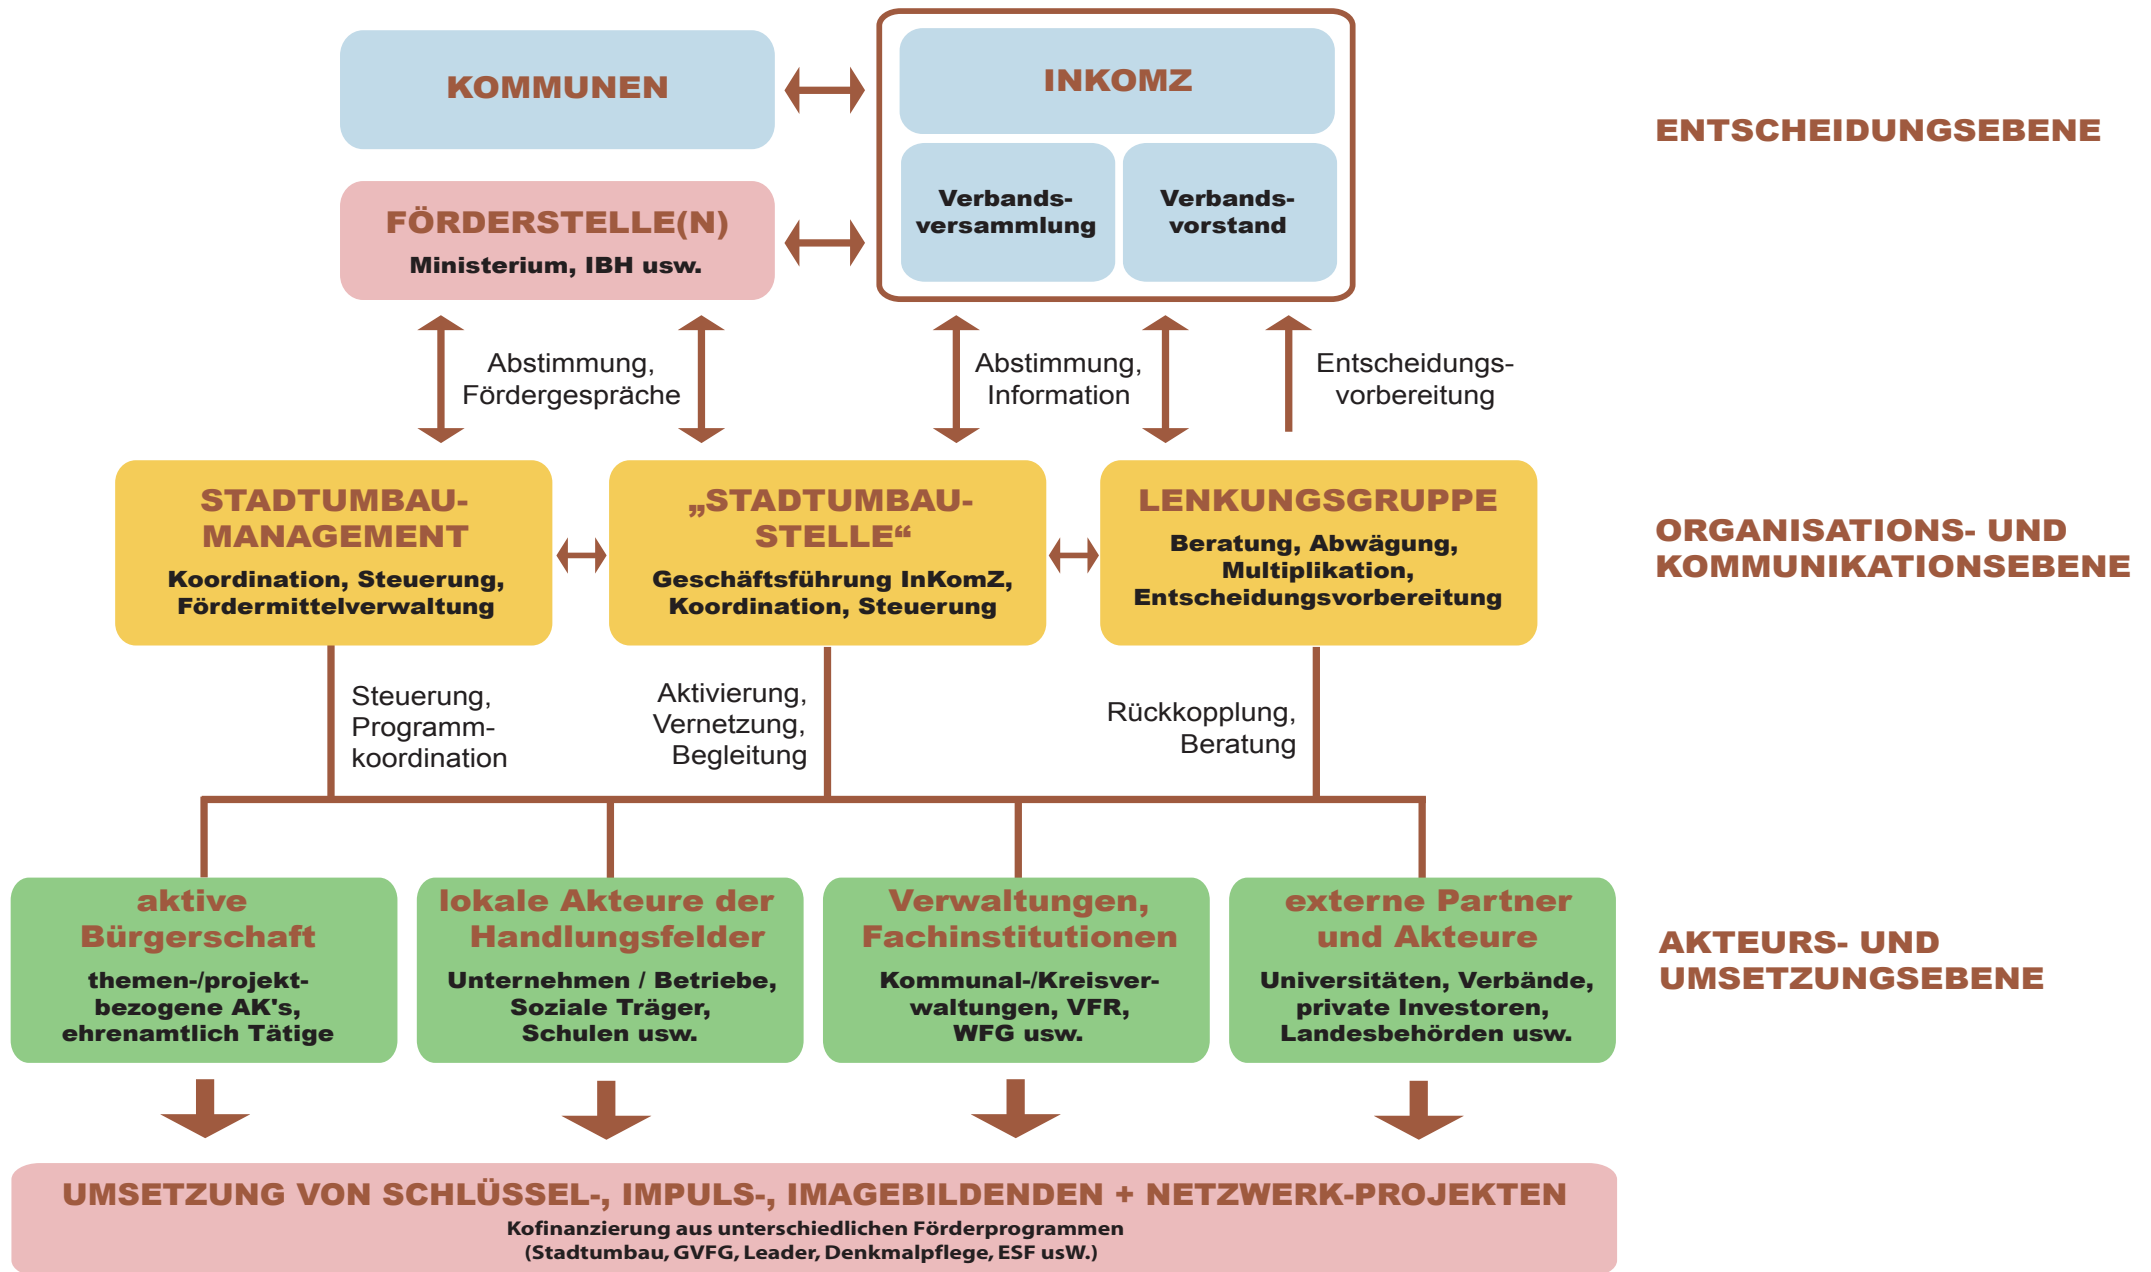 KOMMUNEN
INKOMZ
ENTSCHEIDUNGSEBENE
Verbands-
versammlung
Verbands-
vorstand
FÖRDERSTELLE(N)
Ministerium, IBH usw.
Abstimmung,
Fördergespräche
Abstimmung,
Information
Entscheidungs-
vorbereitung
STADTUMBAU-
MANAGEMENT
Koordination, Steuerung,
Fördermittelverwaltung
„STADTUMBAU-
STELLE“
Geschäftsführung InKomZ,
Koordination, Steuerung
LENKUNGSGRUPPE
Beratung, Abwägung,
Multiplikation,
Entscheidungsvorbereitung
ORGANISATIONS- UND
KOMMUNIKATIONSEBENE
Steuerung,
Programm-
koordination
Aktivierung,
Vernetzung,
Begleitung
Rückkopplung,
Beratung
aktive
Bürgerschaft
themen-/projekt-
bezogene AK's,
ehrenamtlich Tätige
lokale Akteure der
Handlungsfelder
Unternehmen / Betriebe,
Soziale Träger,
Schulen usw.
Verwaltungen,
Fachinstitutionen
Kommunal-/Kreisver-
waltungen, VFR,
WFG usw.
externe Partner
und Akteure
Universitäten, Verbände,
private Investoren,
Landesbehörden usw.
AKTEURS- UND
UMSETZUNGSEBENE
UMSETZUNG VON SCHLÜSSEL-, IMPULS-, IMAGEBILDENDEN + NETZWERK-PROJEKTEN
Kofinanzierung aus unterschiedlichen Förderprogrammen
(Stadtumbau, GVFG, Leader, Denkmalpflege, ESF usW.)